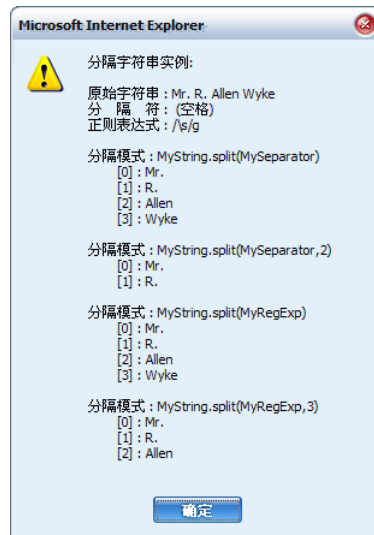 Microsoft Internet Explorer
分隔字符串实例:
原始字符串 : Mr. R. Allen Wyke
分 隔 符 : (空格)
正则表达式 : /\s/g
分隔模式 : MyString.split(MySeparator)
[0] : Mr.
[1] : R.
[2] : Allen
[3] : Wyke
分隔模式 : MyString.split(MySeparator,2)
[0] : Mr.
[1] : R.
分隔模式 : MyString.split(MyRegExp)
[0] : Mr.
[1] : R.
[2] : Allen
[3] : Wyke
分隔模式 : MyString.split(MyRegExp,3)
[0] : Mr.
[1] : R.
[2] : Allen
确定